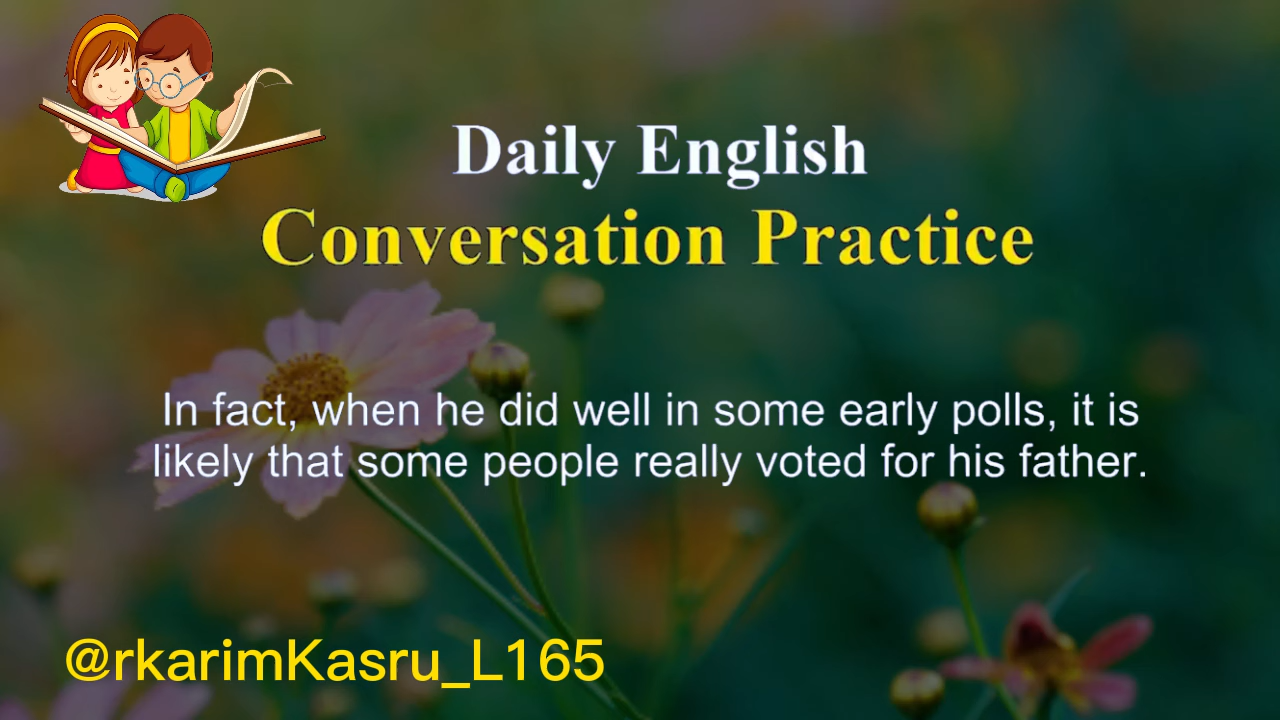 Daily English
Conversation Practice
In fact, when he did well in some early polls, it is
likely that some people really voted for his father.
@rkarimKasru_L165